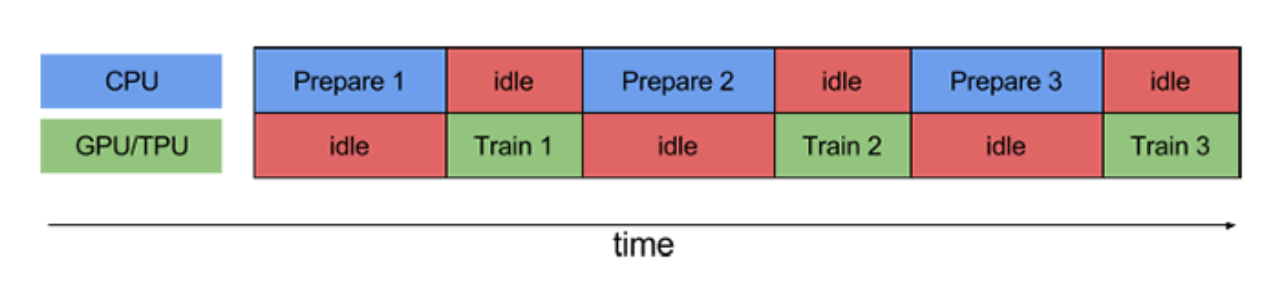 CPU Prepare 1 idle Prepare 2 idle Prepare 3 idle
GPU/TPU idle Train 1 idle Train 2 idle Train 3
time